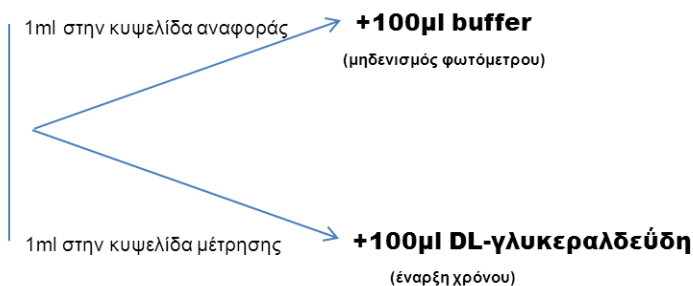 1ml στην κυψελίδα αναφοράς
+100μl buffer
(μηδενισμός φωτόμετρου)
1ml στην κυψελίδα μέτρησης
+100μl DL-γλυκεραλδεΰδη
(έναρξη χρόνου)